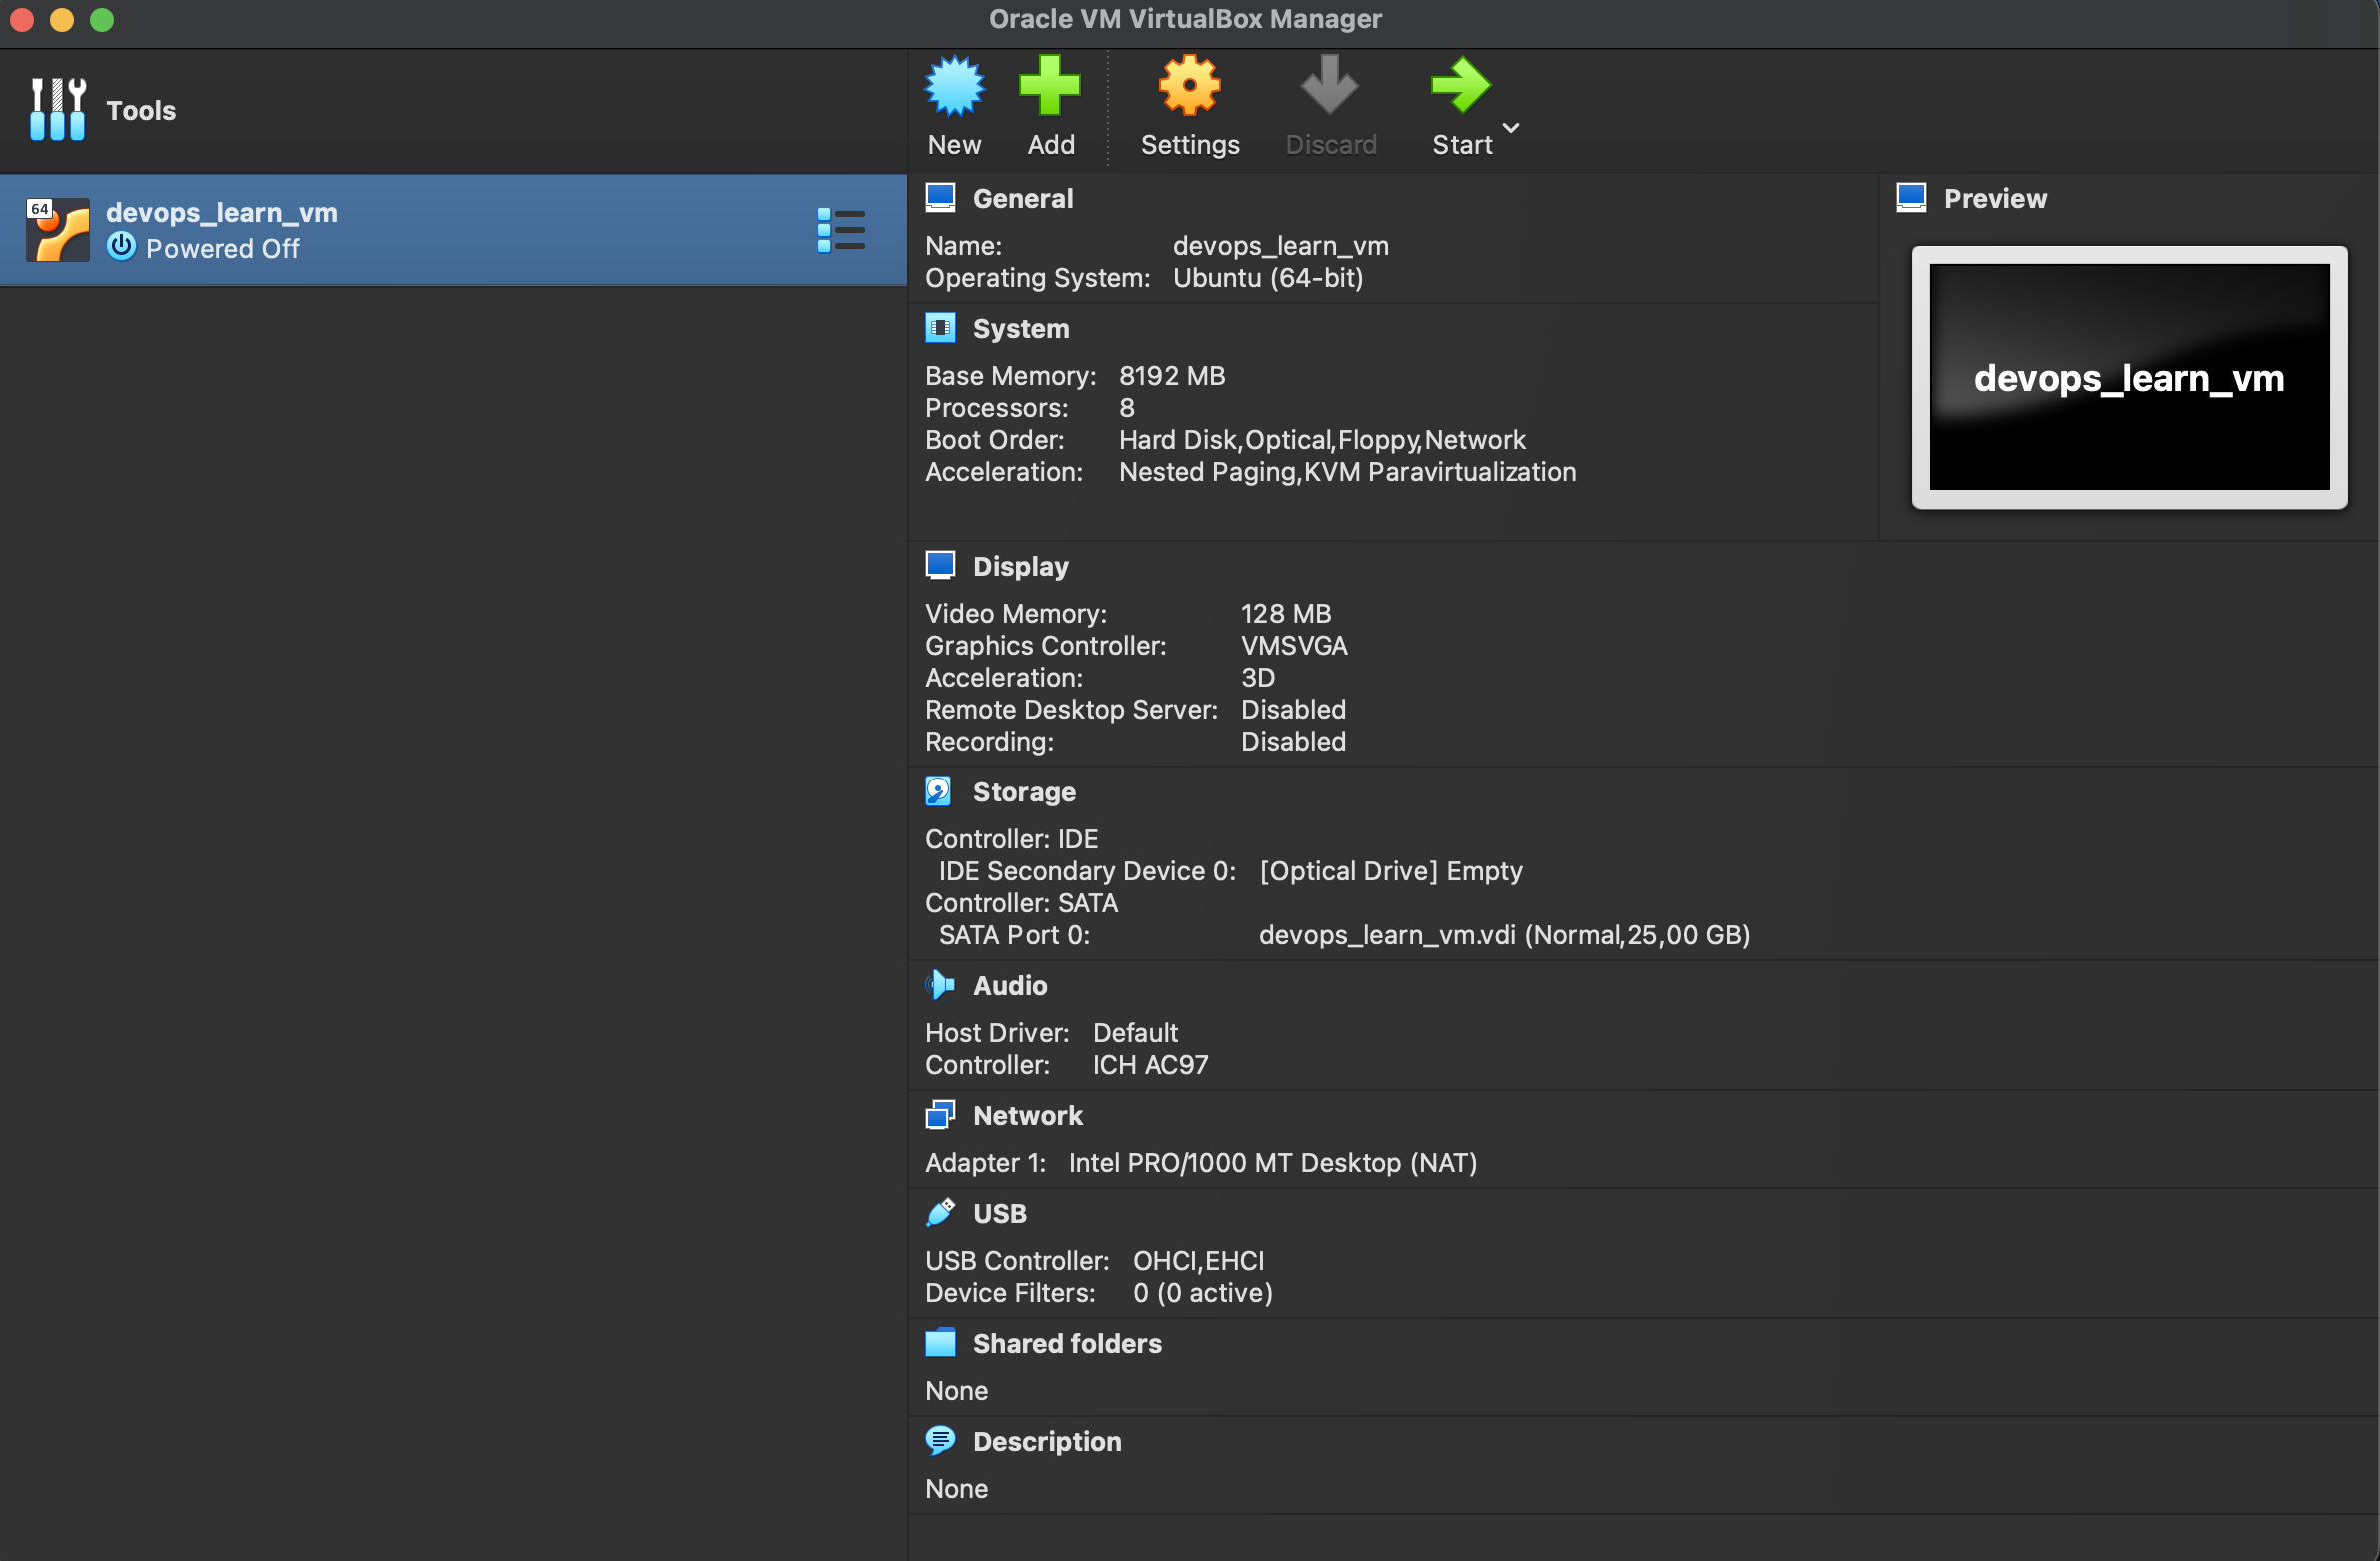 Oracle VM VirtualBox Manager
Tools
New
Add
Settings
Discard
Start
64
devops_learn_vm
Powered Off
General
Name: devops_learn_vm
Operating System: Ubuntu (64-bit)
Preview
devops_learn_vm
System
Base Memory: 8192 MB
Processors: 8
Boot Order: Hard Disk,Optical,Floppy,Network
Acceleration: Nested Paging,KVM Paravirtualization
Display
Video Memory: 128 MB
Graphics Controller: VMSVGA
Acceleration: 3D
Remote Desktop Server: Disabled
Recording: Disabled
Storage
Controller: IDE
IDE Secondary Device 0: [Optical Drive] Empty
Controller: SATA
SATA Port 0: devops_learn_vm.vdi (Normal,25,00 GB)
Audio
Host Driver: Default
Controller: ICH AC97
Network
Adapter 1: Intel PRO/1000 MT Desktop (NAT)
USB
USB Controller: OHCI,EHCI
Device Filters: 0 (0 active)
Shared folders
None
Description
None